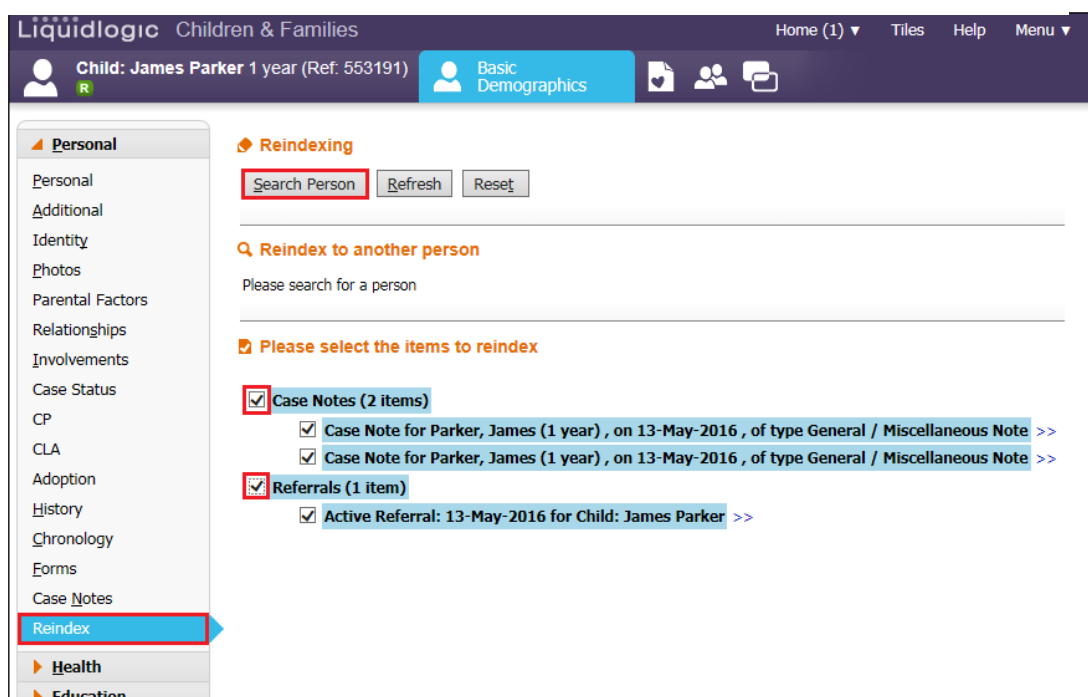 Liquidlogic Children & Families
Home (1) ▼ Tiles Help Menu ▼
Child: James Parker 1 year (Ref: 553191)
R
Basic
Demographics
Personal
Personal
Additional
Identity
Photos
Parental Factors
Relationships
Involvements
Case Status
CP
CLA
Adoption
History
Chronology
Forms
Case Notes
Reindex
Health
Education
Reindexing
Search Person Refresh Reset
Reindex to another person
Please search for a person
Please select the items to reindex
Case Notes (2 items)
Case Note for Parker, James (1 year) , on 13-May-2016 , of type General / Miscellaneous Note >>
Case Note for Parker, James (1 year) , on 13-May-2016 , of type General / Miscellaneous Note >>
Referrals (1 item)
Active Referral: 13-May-2016 for Child: James Parker >>